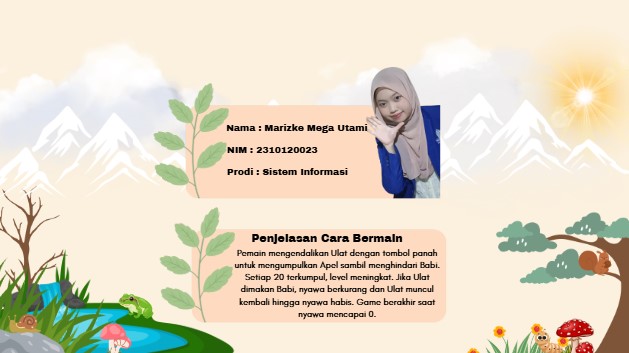 Nama : Marizke Mega Utami
NIM : 2310120023
Prodi : Sistem Informasi
Penjelasan Cara Bermain
Pemain mengendalikan Ulat dengan tombol panah
untuk mengumpulkan Apel sambil menghindari Babi.
Setiap 20 terkumpul, level meningkat. Jika Ulat
dimakan Babi, nyawa berkurang dan Ulat muncul
kembali hingga nyawa habis. Game berakhir saat
nyawa mencapai 0.